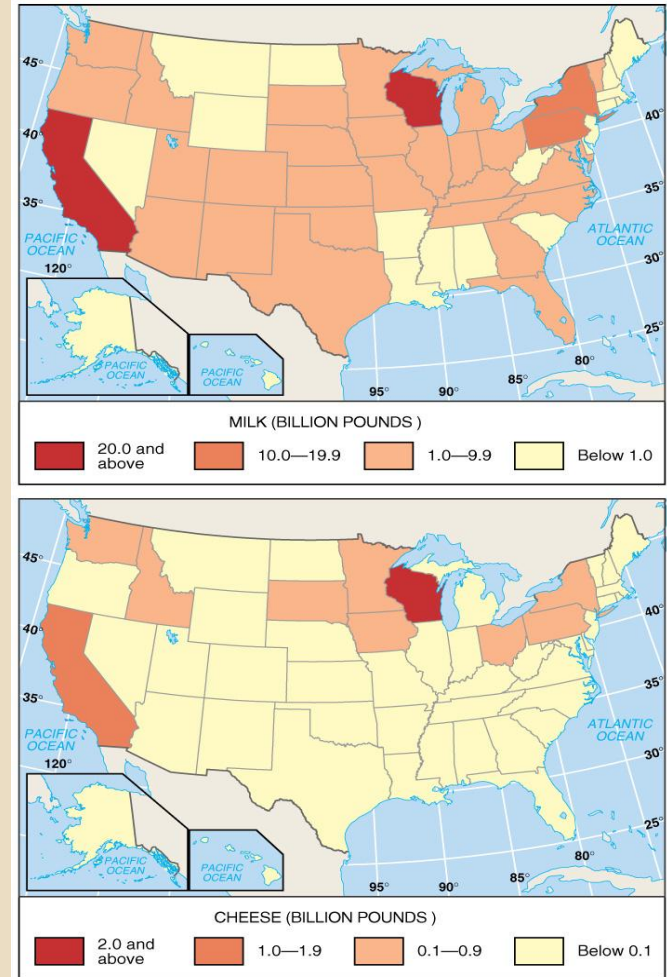 45°
40°
35°
PACIFIC
OCEAN
120°
PACIFIC
OCEAN
PACIFIC
OCEAN
40°
35°
ATLANTIC
OCEAN
30°
25°
80°
85°
90°
95°
MILK (BILLION POUNDS )
20.0 and
above
10.0—19.9
1.0—9.9
Below 1.0
45°
40°
35°
PACIFIC
OCEAN
120°
PACIFIC
OCEAN
PACIFIC
OCEAN
40°
35°
ATLANTIC
OCEAN
30°
25°
80°
85°
90°
95°
CHEESE (BILLION POUNDS )
2.0 and
above
1.0—1.9
0.1—0.9
Below 0.1